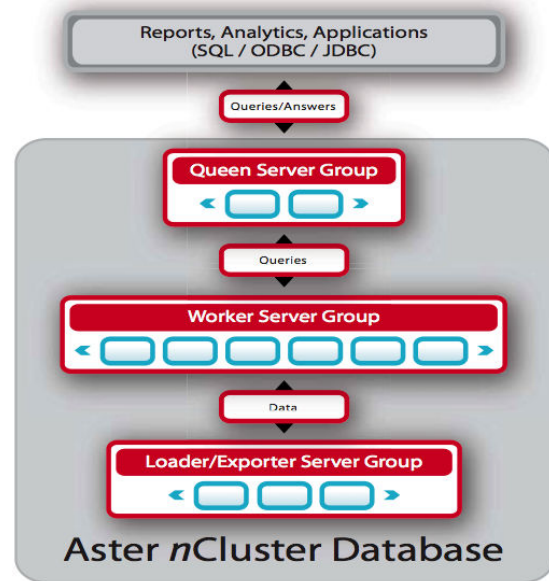 Reports, Analytics, Applications
(SQL / ODBC / JDBC)
Queries/Answers
Queen Server Group
Queries
Worker Server Group
Data
Loader/Exporter Server Group
Aster nCluster Database